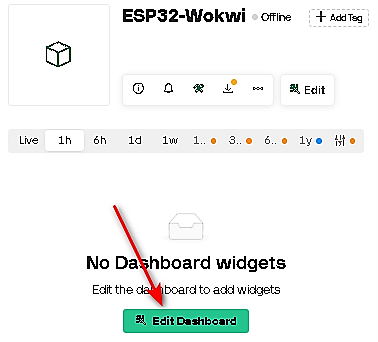 ESP32-Wokwi Offline + Add Tag
Edit
Live 1h 6h 1d 1w 1.. 3.. 6.. 1y
No Dashboard widgets
Edit the dashboard to add widgets
Edit Dashboard